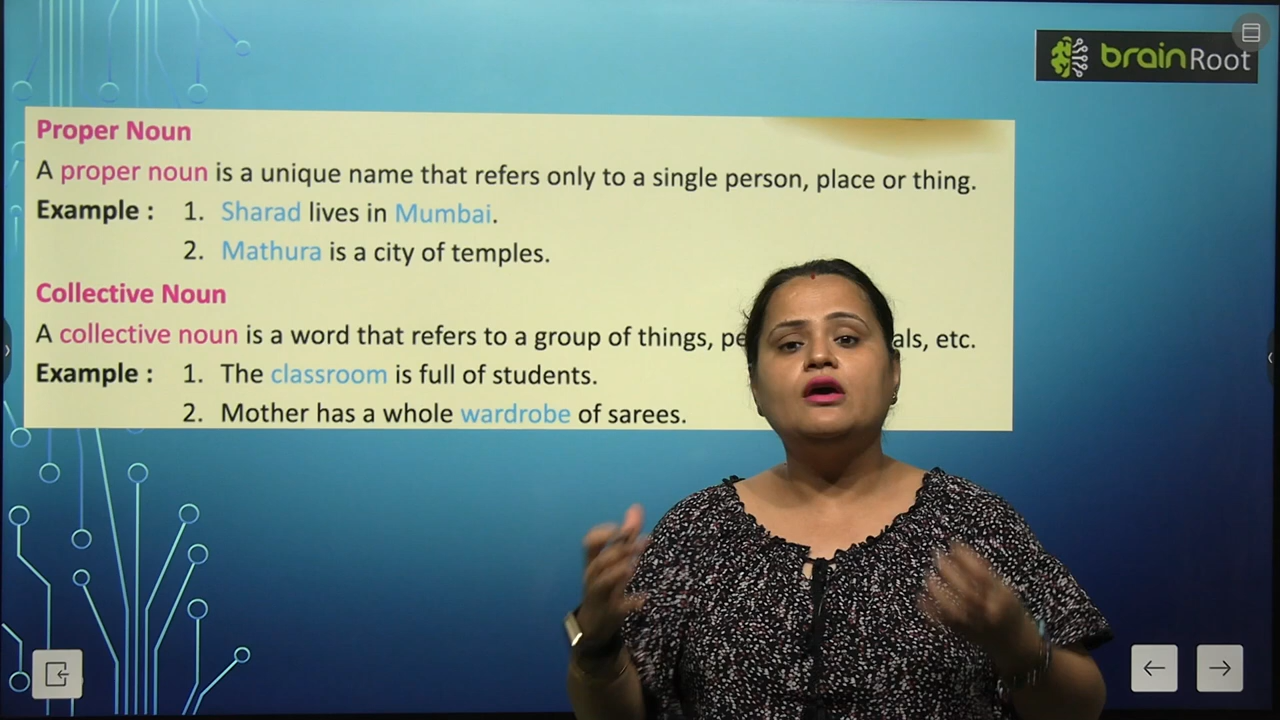 brainRoot
Proper Noun
A proper noun is a unique name that refers only to a single person, place or thing.
Example : 1. Sharad lives in Mumbai.
2. Mathura is a city of temples.
Collective Noun
A collective noun is a word that refers to a group of things, etc.
Example : 1. The classroom is full of students.
2. Mother has a whole wardrobe of sarees.